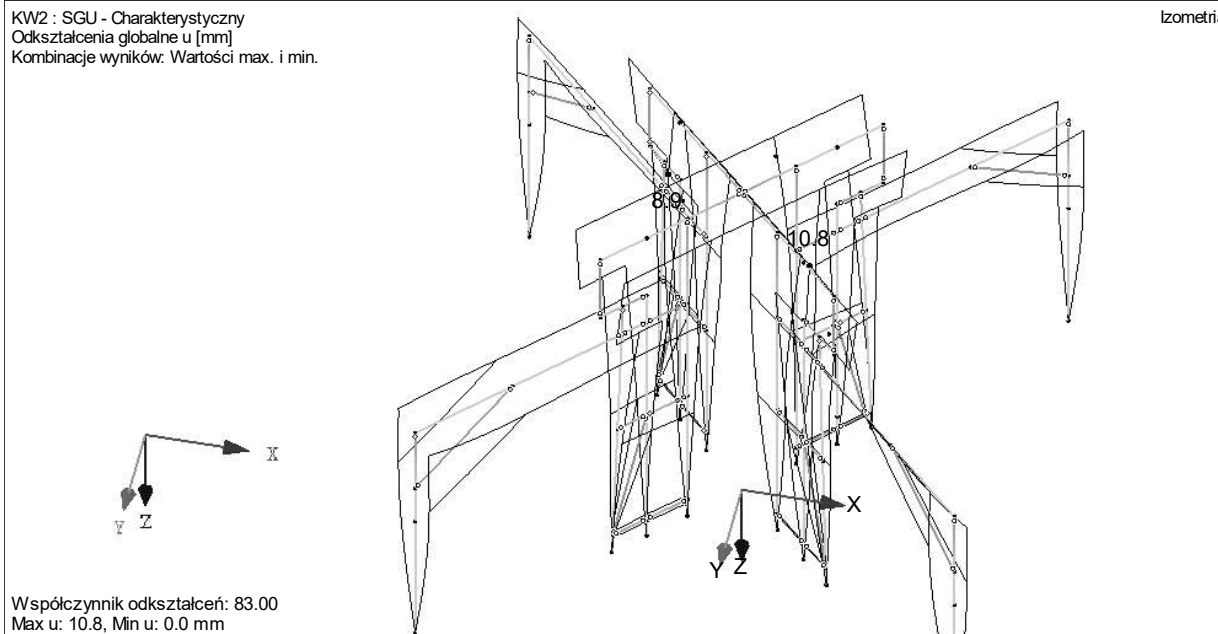 KW2 : SGU - Charakterystyczny
Izometri
Odkształcenia globalne u [mm]
Kombinacje wyników: Wartości max. i min.
8.9
10.8
X
Y Z
X
Y Z
Współczynnik odkształceń: 83.00
Max u: 10.8, Min u: 0.0 mm